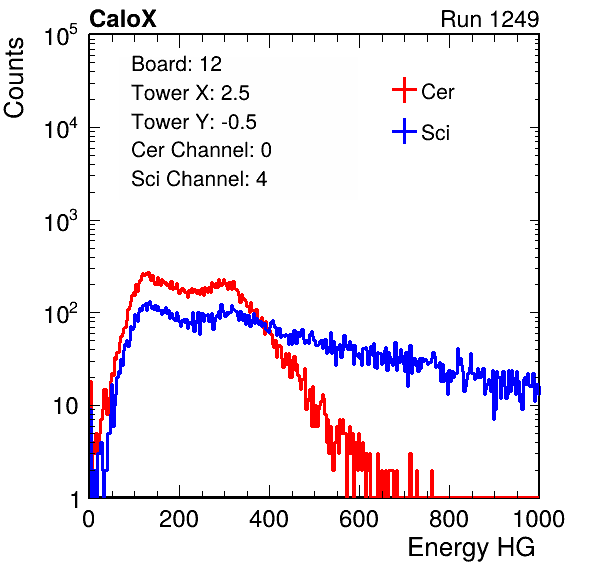 CaloX Run 1249
Counts
Board: 12
Tower X: 2.5
Tower Y: -0.5
Cer Channel: 0
Sci Channel: 4
Cer
Sci
10^5
10^4
10^3
10^2
10
1
0 200 400 600 800 1000
Energy HG